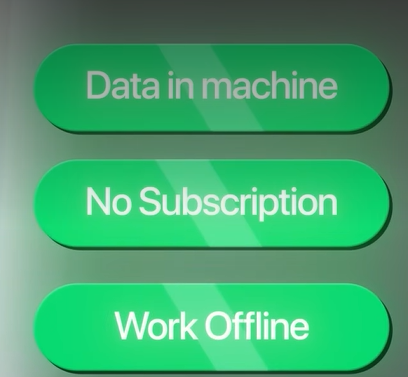 Data in machine
No Subscription
Work Offline